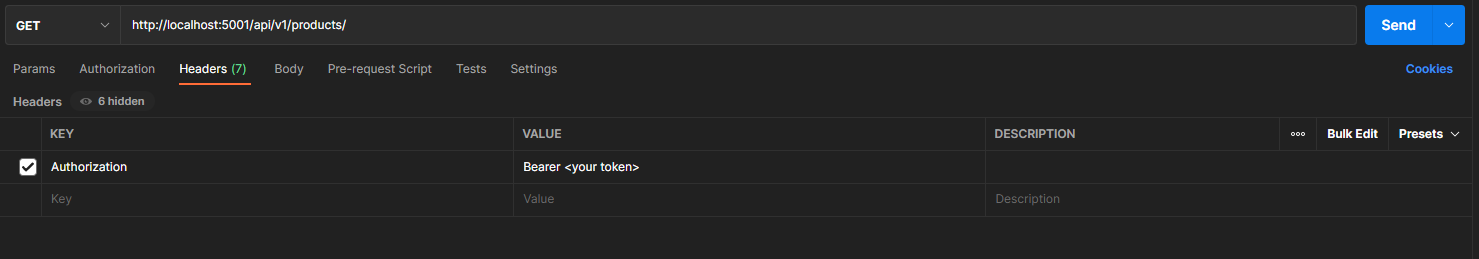 GET http://localhost:5001/api/v1/products/ Send
Params Authorization Headers (7) Body Pre-request Script Tests Settings Cookies
Headers 6 hidden
KEY VALUE DESCRIPTION ooo Bulk Edit Presets
Authorization Bearer <your token>
Key Value Description